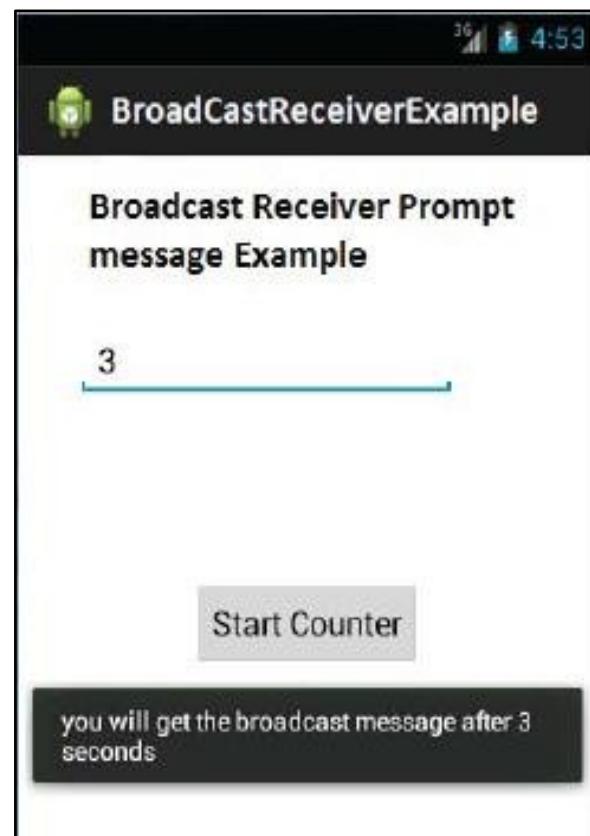 3G 4:53
BroadCastReceiverExample
Broadcast Receiver Prompt
message Example
3
Start Counter
you will get the broadcast message after 3
seconds